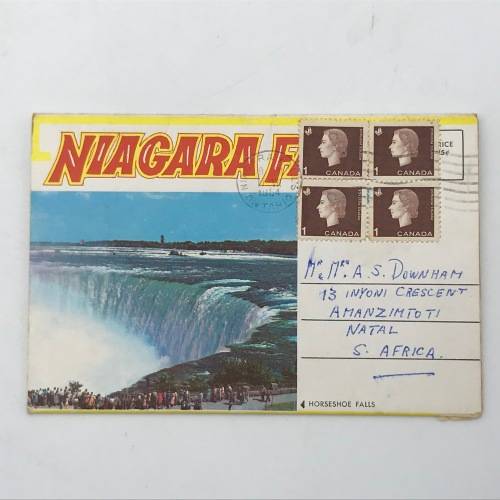 NIAGARA FA
RICE
15¢
1
CANADA
1
CANADA
1
CANADA
1
CANADA
Mr & Mrs. A. S. DOWNHAM
13 INYONI CRESCENT
AMANZIMTOTI
NATAL
S. AFRICA.
HORSESHOE FALLS